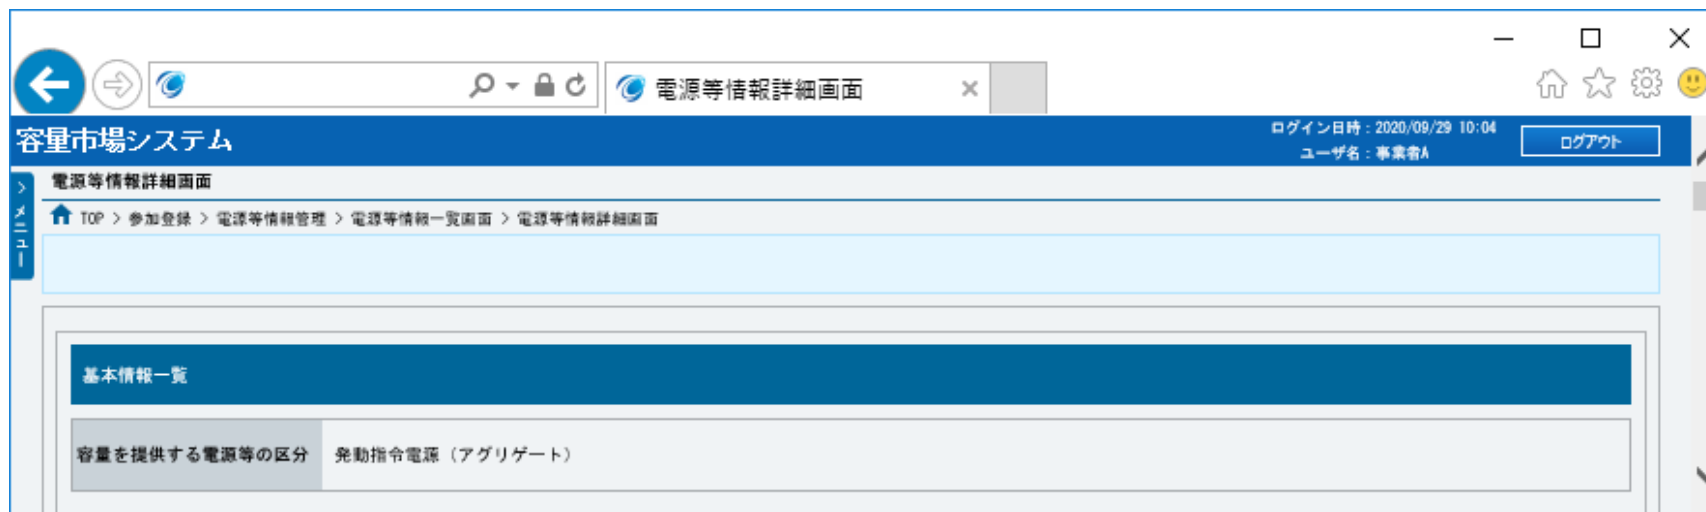 電源等情報詳細画面
容量市場システム
ログイン日時 : 2020/09/29 10:04
ユーザ名 : 事業者A
ログアウト
> メニュー
電源等情報詳細画面
TOP > 参加登録 > 電源等情報管理 > 電源等情報一覧画面 > 電源等情報詳細画面
基本情報一覧
容量を提供する電源等の区分 発動指令電源（アグリゲート）